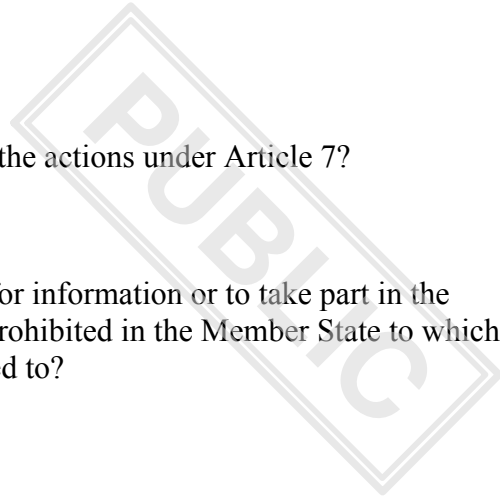 the actions under Article 7?
for information or to take part in the
rohibited in the Member State to which
ed to?
PUBLIC